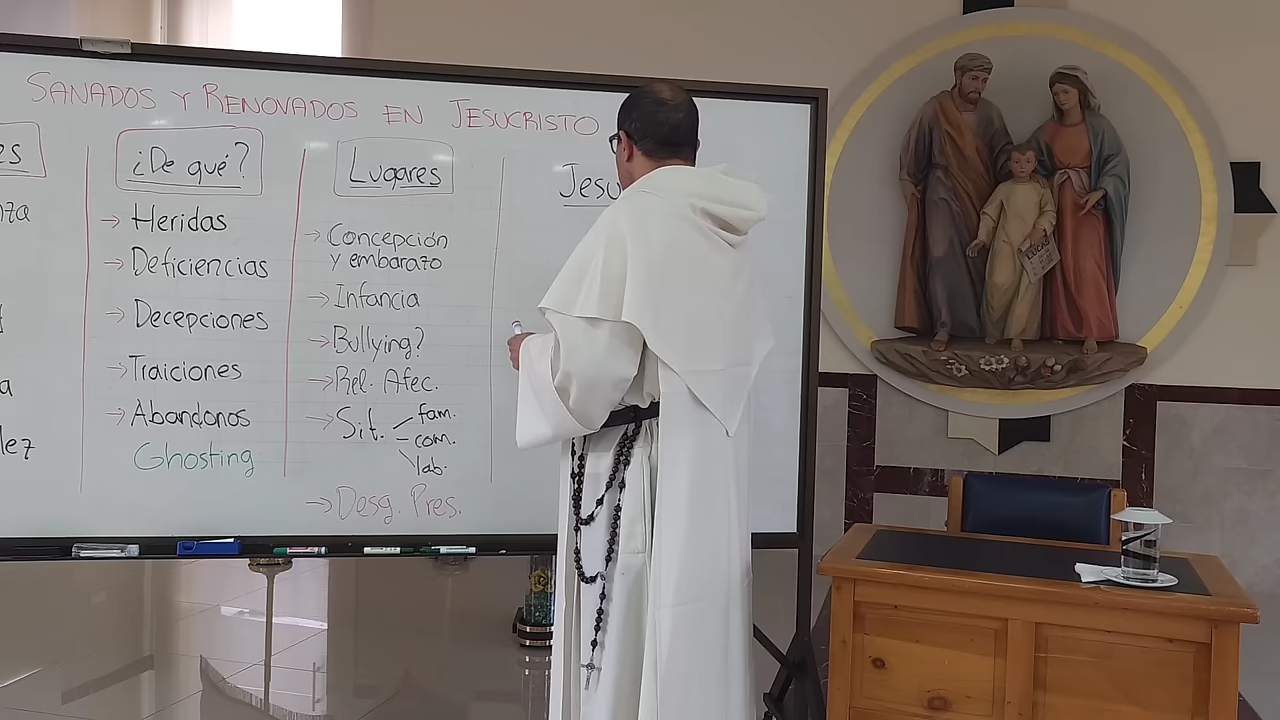 SANADOS Y RENOVADOS EN JESUCRISTO
¿De qué?
→ Heridas
→ Deficiencias
→ Decepciones
→ Traiciones
→ Abandonos
Ghosting
Lugares
→ Concepción
y embarazo
→ Infancia
→ Bullying?
→ Rel. Afec.
→ Sit. fam.
com.
lab.
→ Desg. Pres.
Jesu
LUCAS